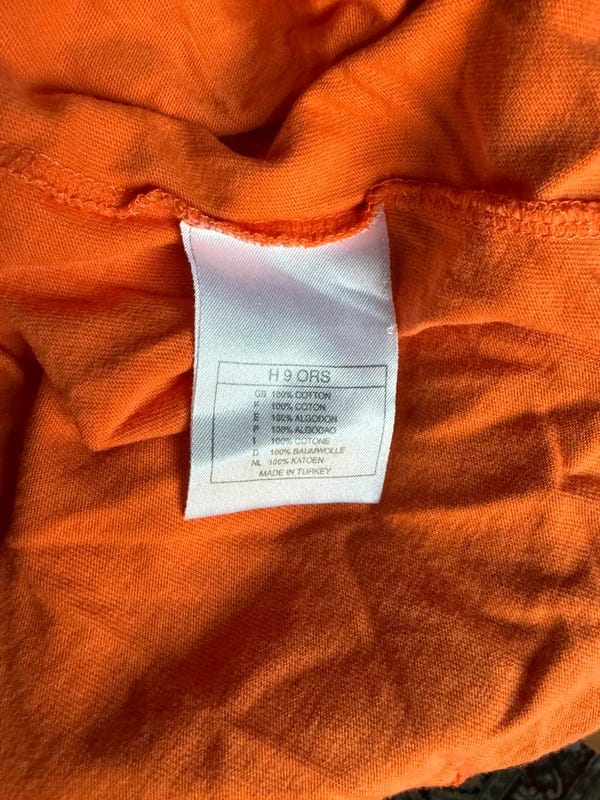 H 9 ORS
GB 100% COTTON
F 100% COTON
E 100% ALGODON
P 100% ALGODAO
I 100% COTONE
D 100% BAUMWOLLE
NL 100% KATOEN
MADE IN TURKEY